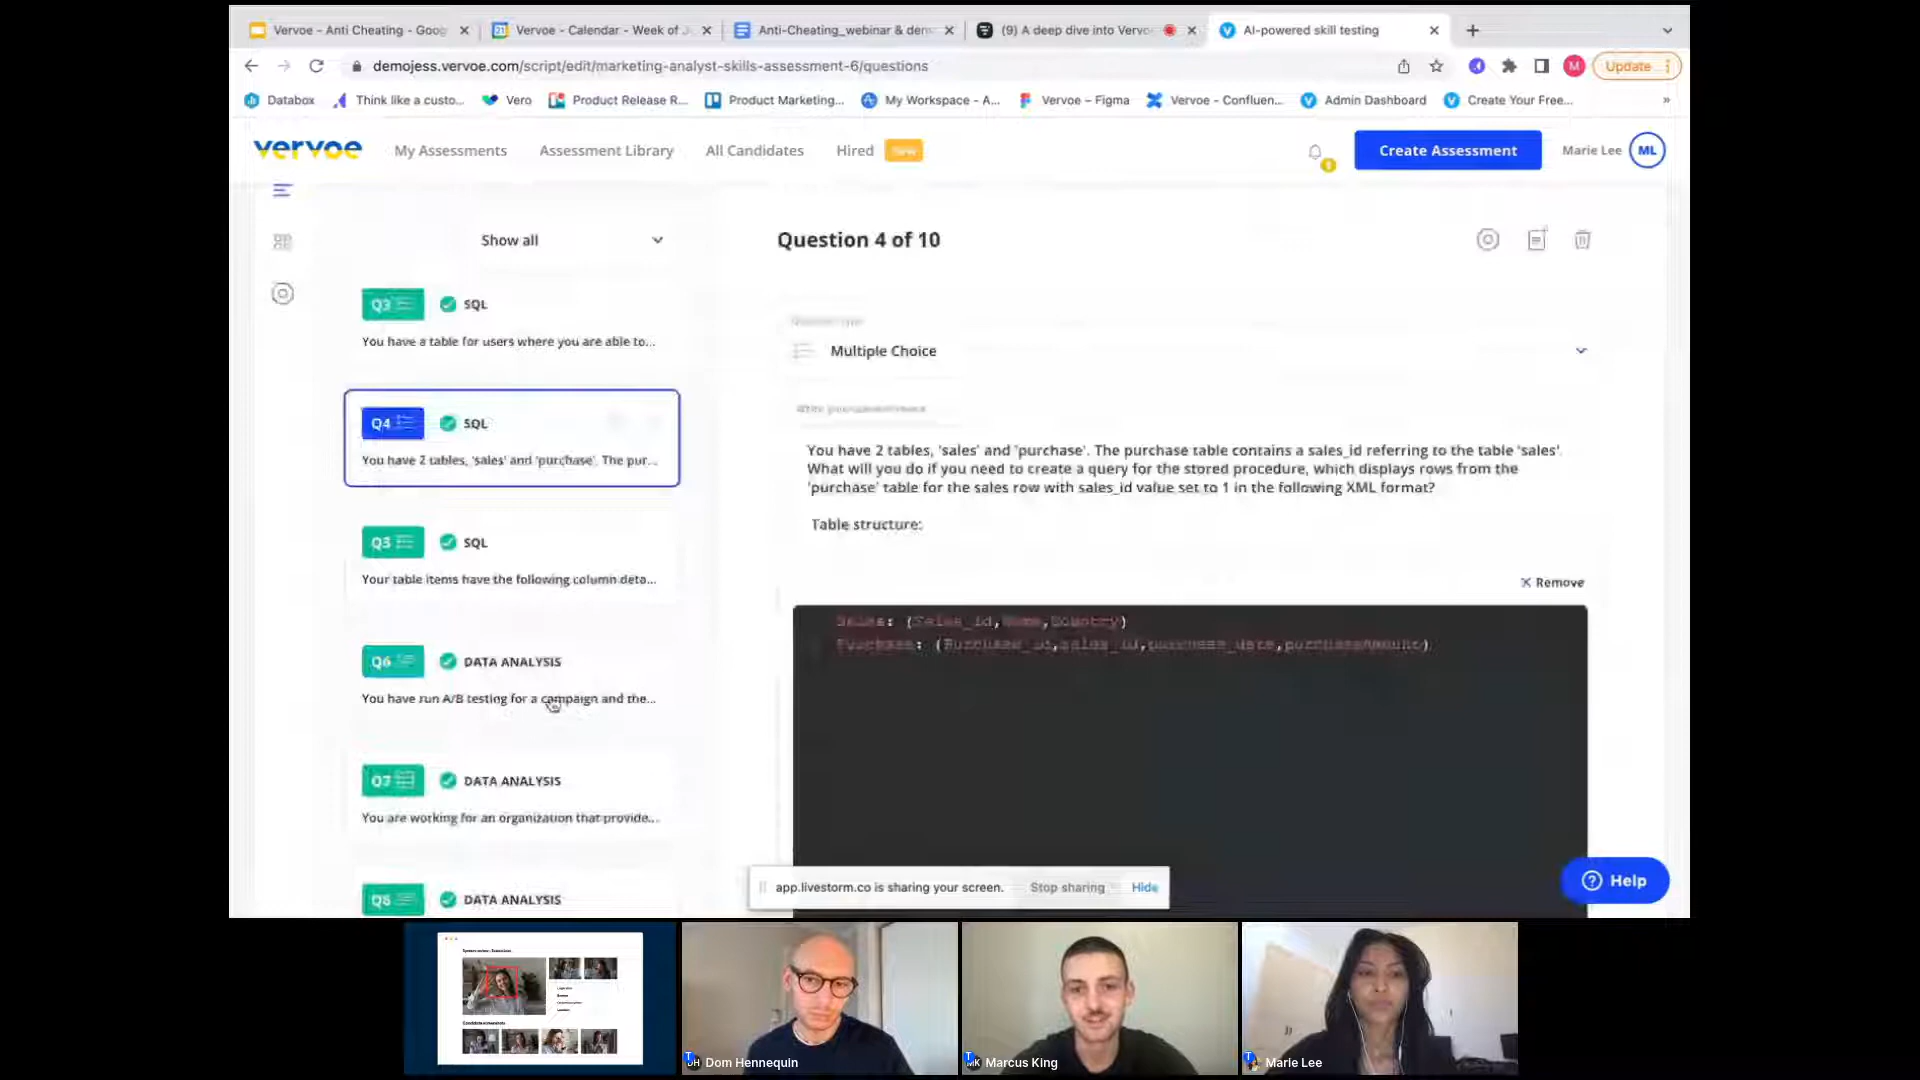 Vervoe - Anti Cheating - Goog
Vervoe - Calendar - Week of J
Anti-Cheating_webinar & dem
(9) A deep dive into Vervo
AI-powered skill testing
demojess.vervoe.com/script/edit/marketing-analyst-skills-assessment-6/questions
M
Update
Databox
Think like a custo...
Vero
Product Release R...
Product Marketing...
My Workspace - A...
Vervoe - Figma
Vervoe - Confluen...
Admin Dashboard
Create Your Free...
»
vervoe
My Assessments
Assessment Library
All Candidates
Hired
New
Create Assessment
Marie Lee
ML
Show all
Question 4 of 10
Q3
SQL
You have a table for users where you are able to...
Q4
SQL
You have 2 tables, 'sales' and 'purchase'. The pur...
Q5
SQL
Your table items have the following column deta...
Q6
DATA ANALYSIS
You have run A/B testing for a campaign and the...
Q7
DATA ANALYSIS
You are working for an organization that provide...
Q8
DATA ANALYSIS
Multiple Choice
You have 2 tables, 'sales' and 'purchase'. The purchase table contains a sales_id referring to the table 'sales'.
What will you do if you need to create a query for the stored procedure, which displays rows from the
'purchase' table for the sales row with sales_id value set to 1 in the following XML format?
Table structure:
Remove
Sales: (Sales_id,Name,Country)
Purchase: (Purchase_id,sales_id,purchase_date,purchaseAmount)
app.livestorm.co is sharing your screen.
Stop sharing
Hide
Help
Dom Hennequin
Marcus King
Marie Lee